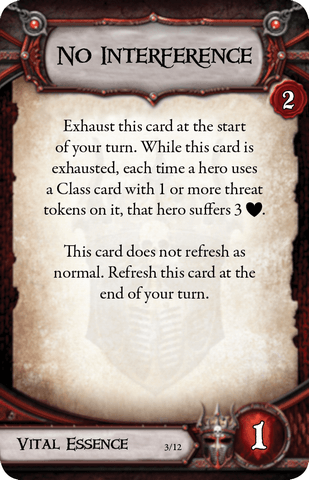 No Interference
2
Exhaust this card at the start
of your turn. While this card is
exhausted, each time a hero uses
a Class card with 1 or more threat
tokens on it, that hero suffers 3 ♥.
This card does not refresh as
normal. Refresh this card at the
end of your turn.
Vital Essence
3/12
1